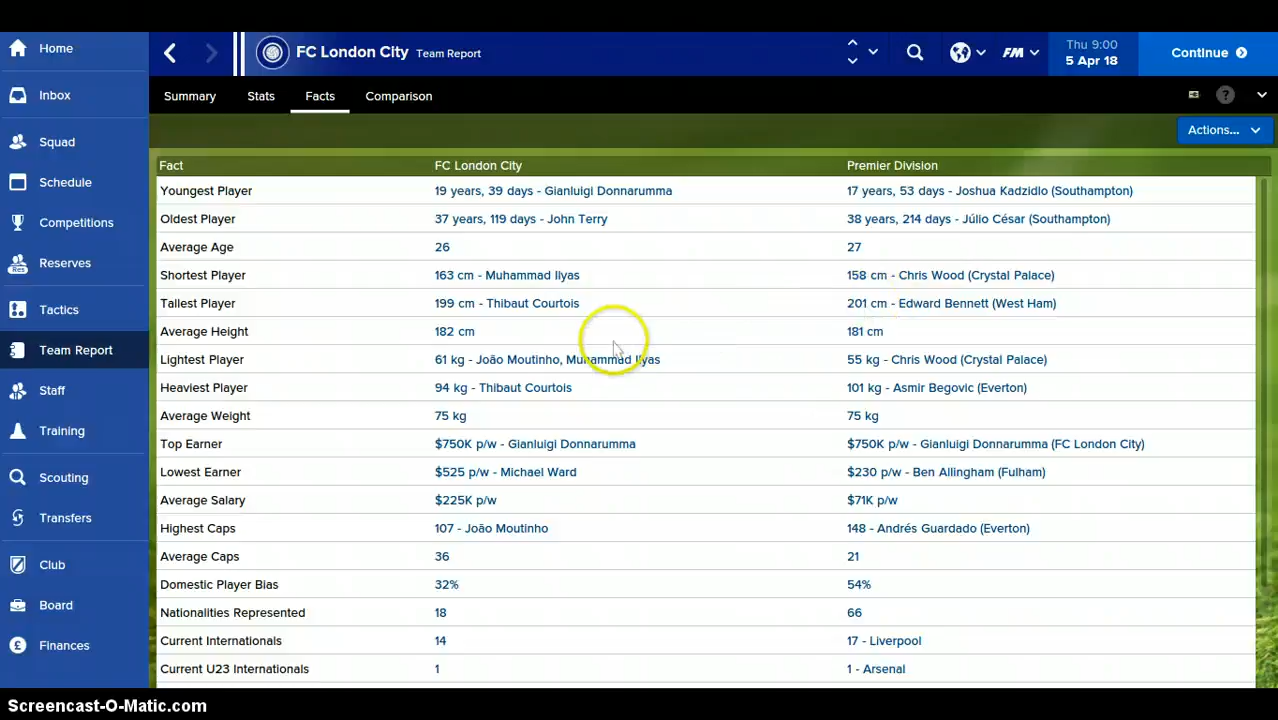 Home
FC London City Team Report
FM
Thu 9:00
5 Apr 18
Continue
Inbox
Summary Stats Facts Comparison
?
Actions...
Squad
Schedule
Competitions
Res
Reserves
Tactics
Team Report
Staff
Training
Scouting
Transfers
Club
Board
£ Finances
Fact FC London City Premier Division
Youngest Player 19 years, 39 days - Gianluigi Donnarumma 17 years, 53 days - Joshua Kadzidlo (Southampton)
Oldest Player 37 years, 119 days - John Terry 38 years, 214 days - Júlio César (Southampton)
Average Age 26 27
Shortest Player 163 cm - Muhammad Ilyas 158 cm - Chris Wood (Crystal Palace)
Tallest Player 199 cm - Thibaut Courtois 201 cm - Edward Bennett (West Ham)
Average Height 182 cm 181 cm
Lightest Player 61 kg - João Moutinho, Muhammad Ilyas 55 kg - Chris Wood (Crystal Palace)
Heaviest Player 94 kg - Thibaut Courtois 101 kg - Asmir Begovic (Everton)
Average Weight 75 kg 75 kg
Top Earner $750K p/w - Gianluigi Donnarumma $750K p/w - Gianluigi Donnarumma (FC London City)
Lowest Earner $525 p/w - Michael Ward $230 p/w - Ben Allingham (Fulham)
Average Salary $225K p/w $71K p/w
Highest Caps 107 - João Moutinho 148 - Andrés Guardado (Everton)
Average Caps 36 21
Domestic Player Bias 32% 54%
Nationalities Represented 18 66
Current Internationals 14 17 - Liverpool
Current U23 Internationals 1 1 - Arsenal
Screencast-O-Matic.com